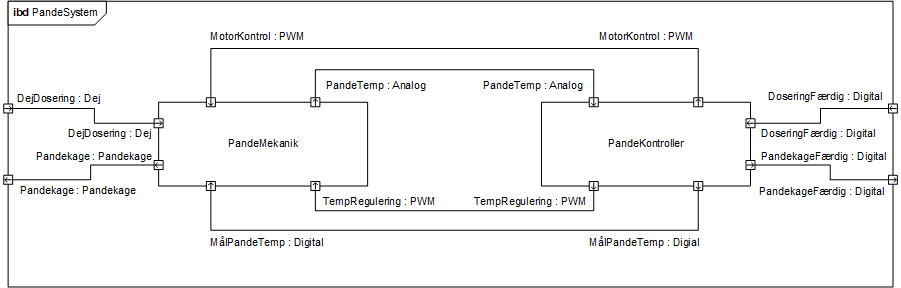 ibd PandeSystem
MotorKontrol : PWM
MotorKontrol : PWM
PandeTemp : Analog
PandeTemp : Analog
DejDosering : Dej
DoseringFærdig : Digital
DejDosering : Dej
DoseringFærdig : Digital
PandeMekanik
PandeKontroller
Pandekage : Pandekage
PandekageFærdig : Digital
Pandekage : Pandekage
PandekageFærdig : Digital
TempRegulering : PWM
TempRegulering : PWM
MålPandeTemp : Digital
MålPandeTemp : Digial